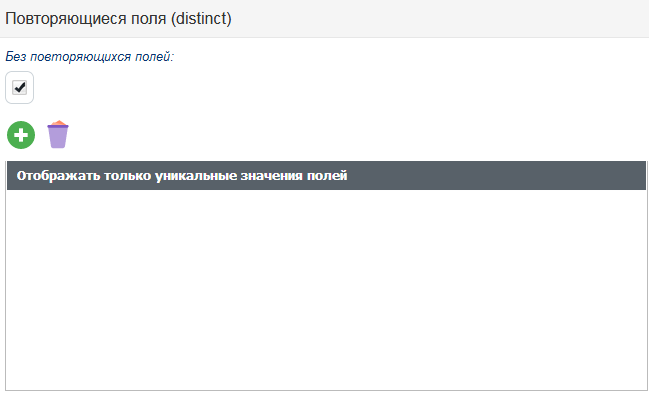 Повторяющиеся поля (distinct)
Без повторяющихся полей:
Отображать только уникальные значения полей